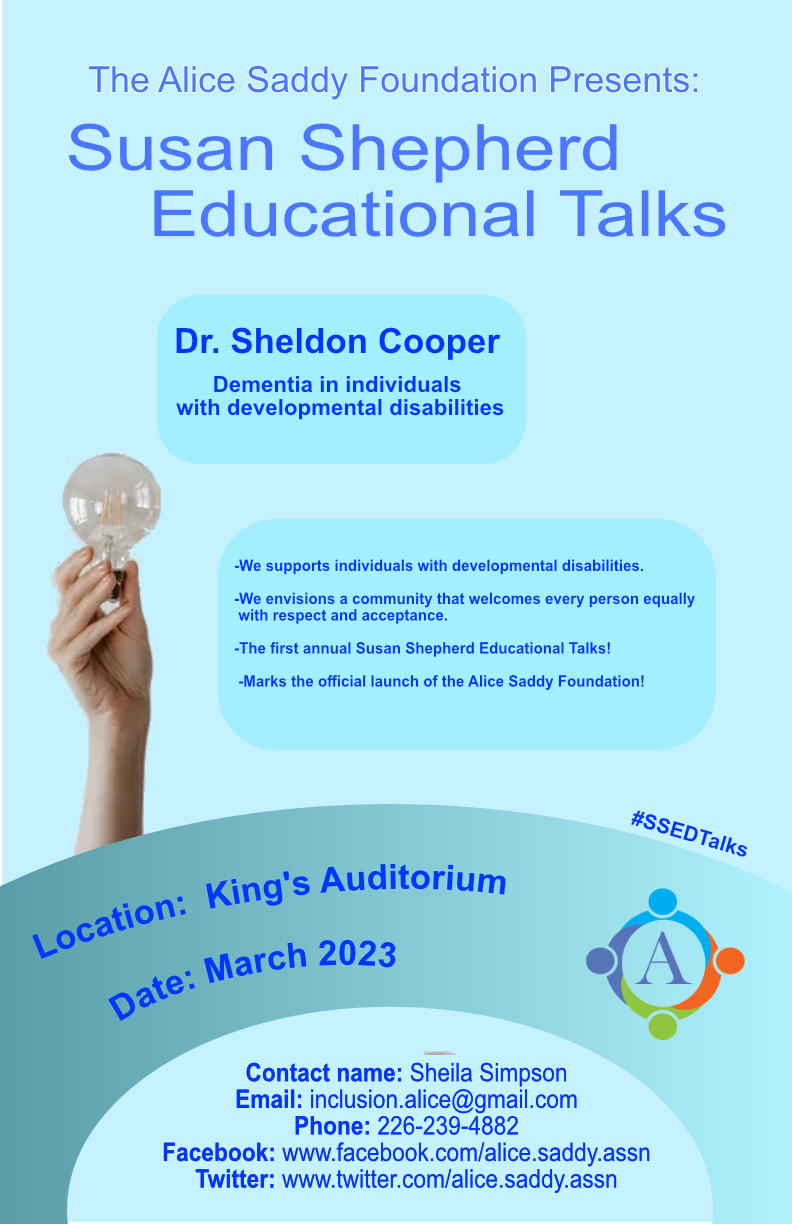 The Alice Saddy Foundation Presents:
Susan Shepherd
Educational Talks
Dr. Sheldon Cooper
Dementia in individuals
with developmental disabilities
-We supports individuals with developmental disabilities.
-We envisions a community that welcomes every person equally
with respect and acceptance.
-The first annual Susan Shepherd Educational Talks!
-Marks the official launch of the Alice Saddy Foundation!
#SSEDTalks
Location: King's Auditorium
Date: March 2023
A
Contact name: Sheila Simpson
Email: inclusion.alice@gmail.com
Phone: 226-239-4882
Facebook: www.facebook.com/alice.saddy.assn
Twitter: www.twitter.com/alice.saddy.assn